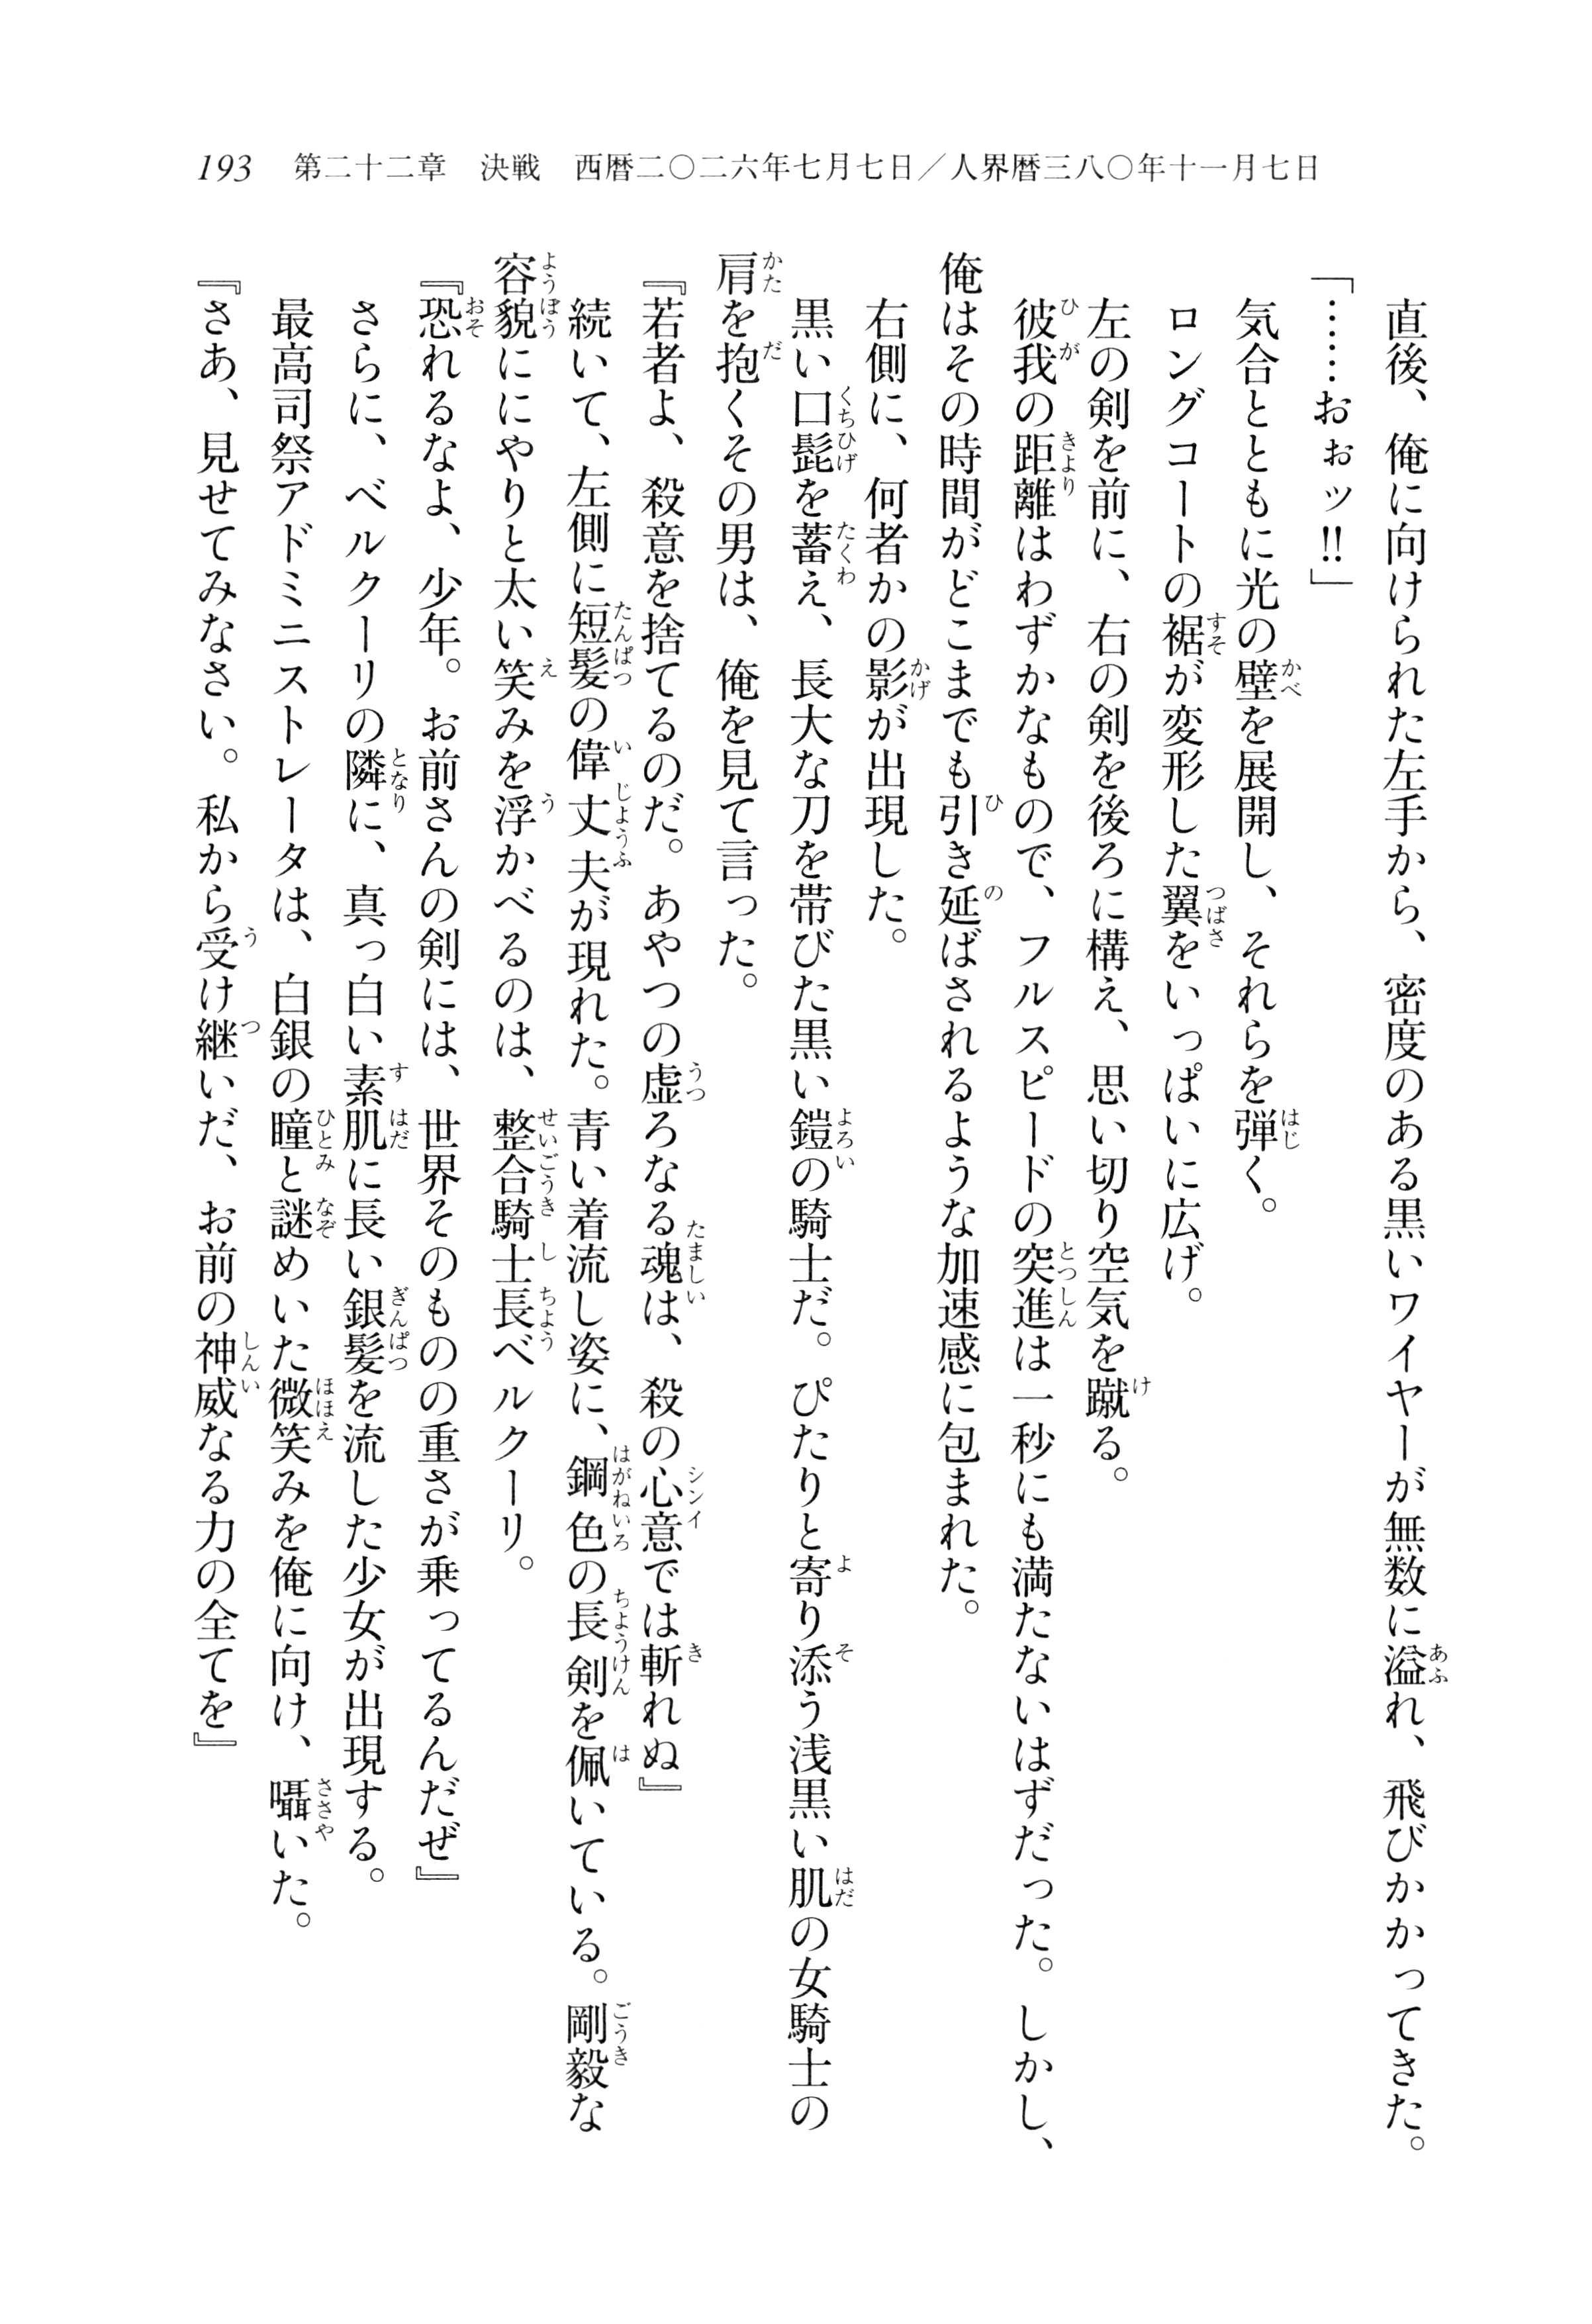 193　第二十二章　決戦　西暦二〇二六年七月七日／人界暦三八〇年十一月七日
　直後、俺に向けられた左手から、密度のある黒いワイヤーが無数に溢れ、飛びかかってきた。
「……おぉッ!!」
　気合とともに光の壁を展開し、それらを弾く。
　ロングコートの裾が変形した翼をいっぱいに広げ。
　左の剣を前に、右の剣を後ろに構え、思い切り空気を蹴る。
　彼我の距離はわずかなもので、フルスピードの突進は一秒にも満たないはずだった。しかし、
俺はその時間がどこまでも引き延ばされるような加速感に包まれた。
　右側に、何者かの影が出現した。
　黒い口髭を蓄え、長大な刀を帯びた黒い鎧の騎士だ。ぴたりと寄り添う浅黒い肌の女騎士の
肩を抱くその男は、俺を見て言った。
『若者よ、殺意を捨てるのだ。あやつの虚ろなる魂は、殺の心意では斬れぬ』
　続いて、左側に短髪の偉丈夫が現れた。青い着流し姿に、鋼色の長剣を佩いている。剛毅な
容貌ににやりと太い笑みを浮かべるのは、整合騎士長ベルクーリ。
『恐れるなよ、少年。お前さんの剣には、世界そのものの重さが乗ってるんだぜ』
　さらに、ベルクーリの隣に、真っ白い素肌に長い銀髪を流した少女が出現する。
　最高司祭アドミニストレータは、白銀の瞳と謎めいた微笑みを俺に向け、囁いた。
『さあ、見せてみなさい。私から受け継いだ、お前の神威なる力の全てを』